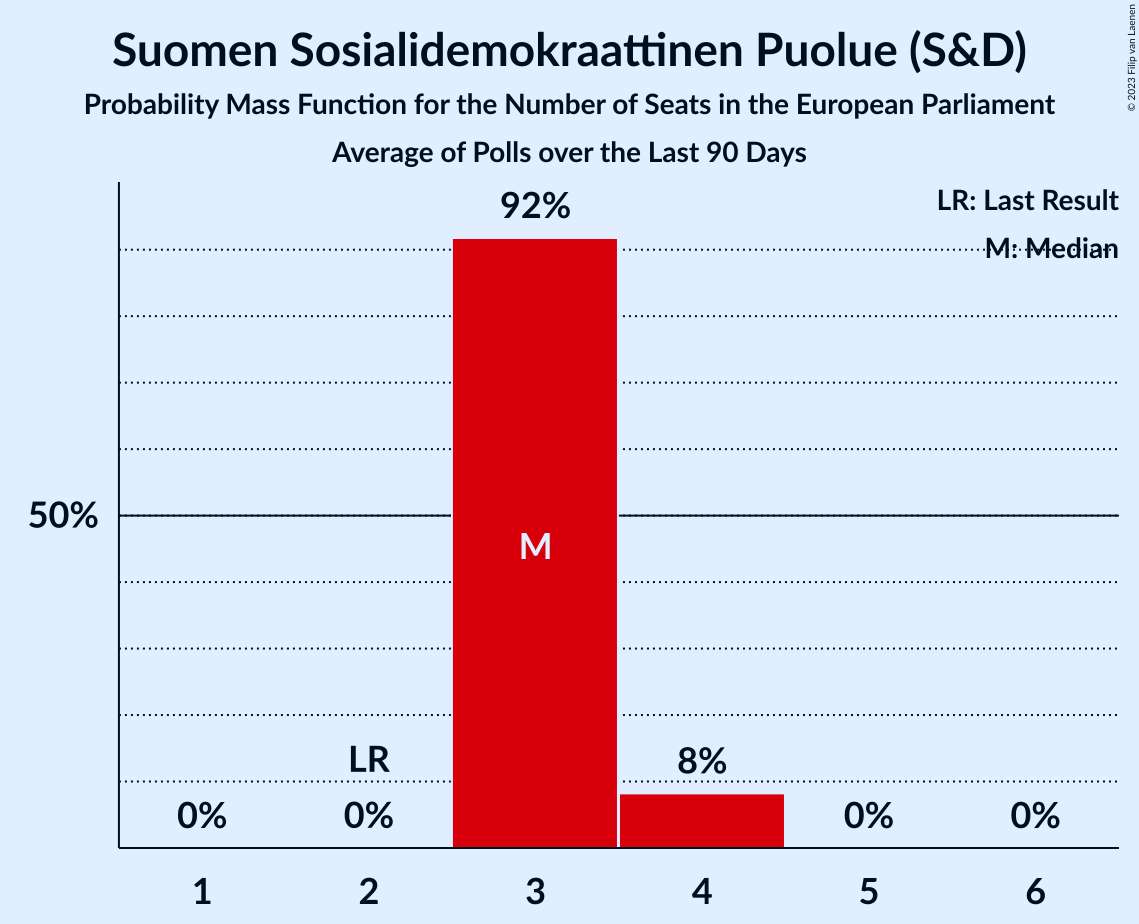 Suomen Sosialidemokraattinen Puolue (S&D)
Probability Mass Function for the Number of Seats in the European Parliament
Average of Polls over the Last 90 Days
© 2023 Filip van Laenen
LR: Last Result
M: Median
92%
50%
M
LR
8%
0%
0%
0%
0%
1
2
3
4
5
6